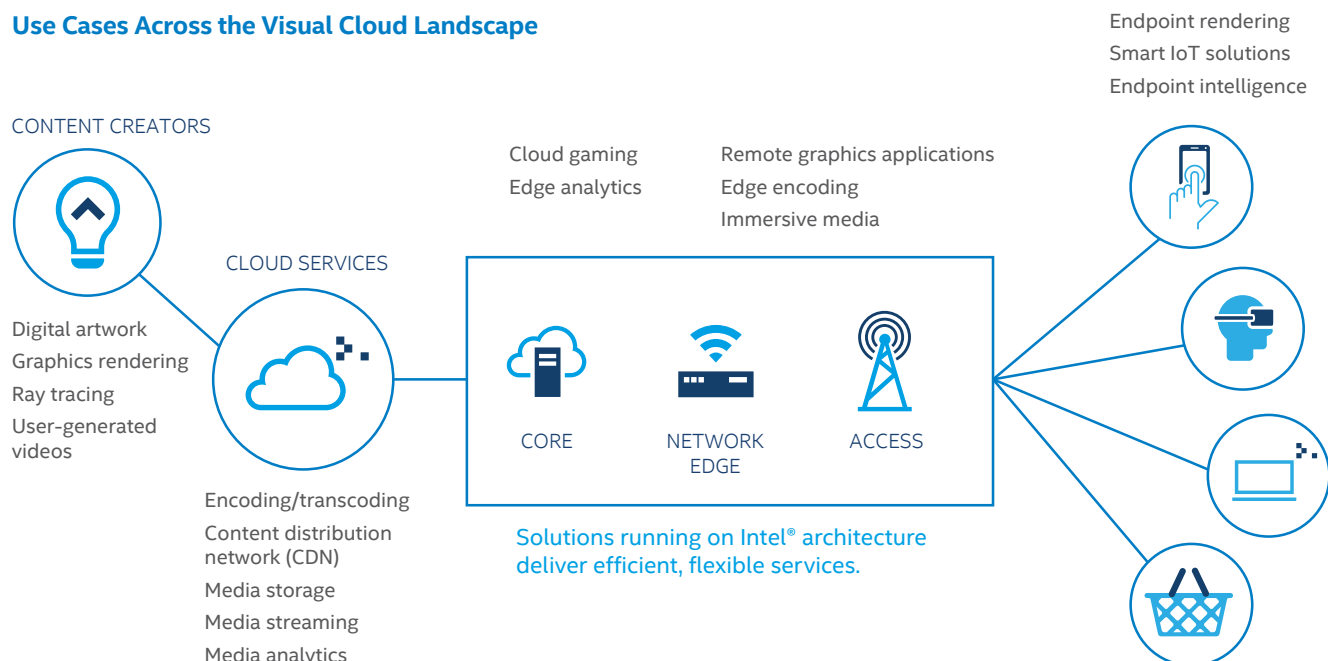 Use Cases Across the Visual Cloud Landscape
Endpoint rendering
Smart IoT solutions
Endpoint intelligence
CONTENT CREATORS
Cloud gaming
Edge analytics
Remote graphics applications
Edge encoding
Immersive media
CLOUD SERVICES
Digital artwork
Graphics rendering
Ray tracing
User-generated
videos
CORE
NETWORK
EDGE
ACCESS
Encoding/transcoding
Content distribution
network (CDN)
Media storage
Media streaming
Media analytics
Solutions running on Intel® architecture
deliver efficient, flexible services.